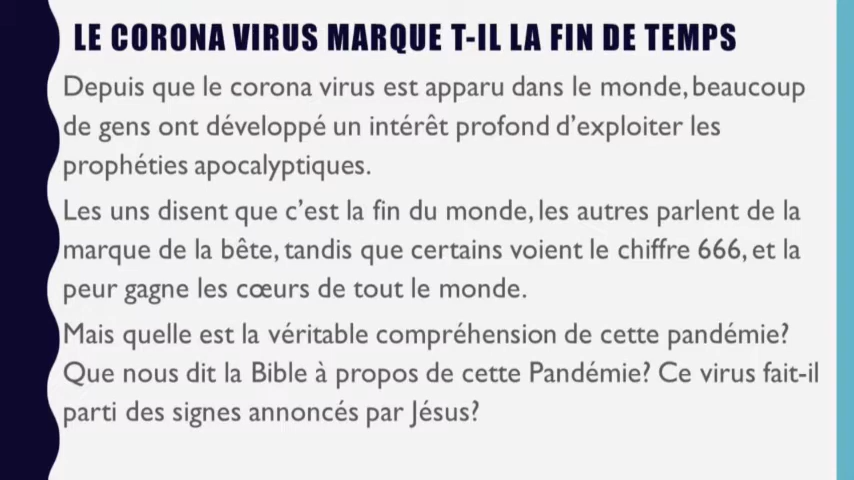 LE CORONA VIRUS MARQUE T-IL LA FIN DE TEMPS
Depuis que le corona virus est apparu dans le monde, beaucoup
de gens ont développé un intérêt profond d'exploiter les
prophéties apocalyptiques.
Les uns disent que c'est la fin du monde, les autres parlent de la
marque de la bête, tandis que certains voient le chiffre 666, et la
peur gagne les cœurs de tout le monde.
Mais quelle est la véritable compréhension de cette pandémie?
Que nous dit la Bible à propos de cette Pandémie? Ce virus fait-il
parti des signes annoncés par Jésus?